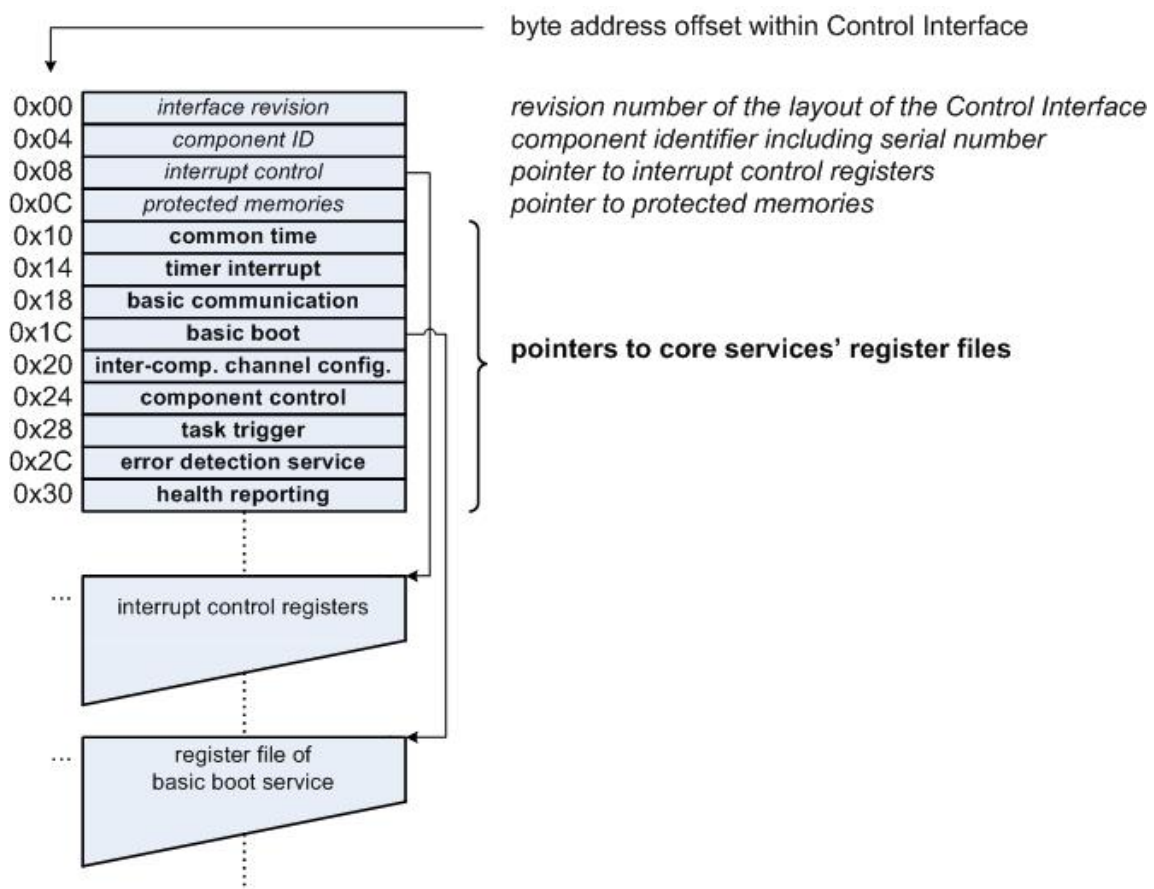 byte address offset within Control Interface
0x00 interface revision revision number of the layout of the Control Interface
0x04 component ID component identifier including serial number
0x08 interrupt control pointer to interrupt control registers
0x0C protected memories pointer to protected memories
0x10 common time
0x14 timer interrupt
0x18 basic communication
0x1C basic boot
pointers to core services' register files
0x20 inter-comp. channel config.
0x24 component control
0x28 task trigger
0x2C error detection service
0x30 health reporting
...
interrupt control registers
...
register file of
basic boot service